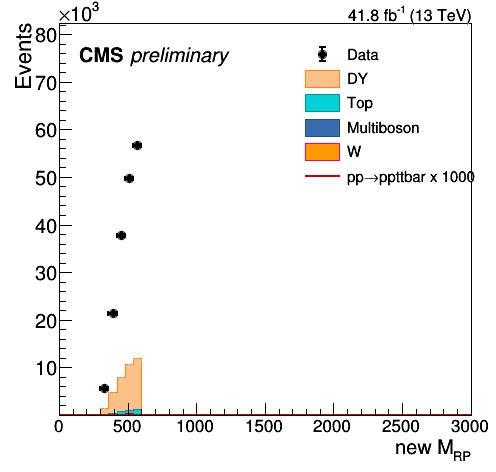 ×10³
41.8 fb⁻¹ (13 TeV)
Events
CMS preliminary
Data
DY
Top
Multiboson
W
pp→ppttbar x 1000
80
70
60
50
40
30
20
10
0 500 1000 1500 2000 2500 3000
new M_RP